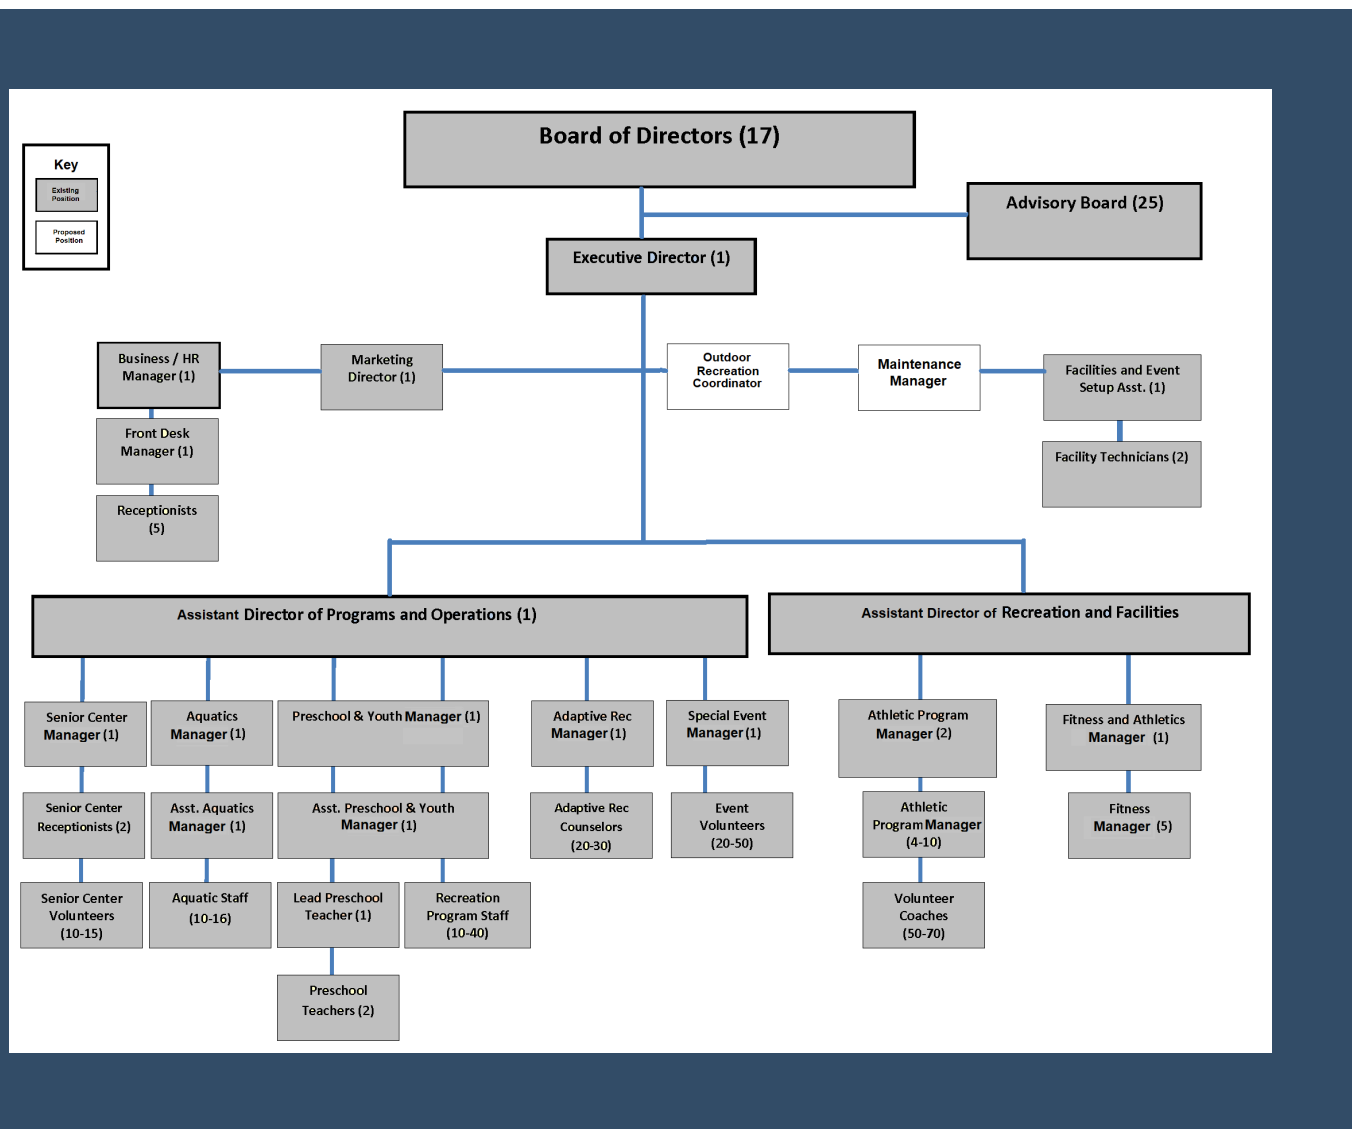 Board of Directors (17)
Key
Existing
Position
Proposed
Position
Advisory Board (25)
Executive Director (1)
Business / HR
Manager (1)
Marketing
Director (1)
Outdoor
Recreation
Coordinator
Maintenance
Manager
Facilities and Event
Setup Asst. (1)
Front Desk
Manager (1)
Facility Technicians (2)
Receptionists
(5)
Assistant Director of Programs and Operations (1)
Assistant Director of Recreation and Facilities
Senior Center
Manager (1)
Aquatics
Manager (1)
Preschool & Youth Manager (1)
Adaptive Rec
Manager (1)
Special Event
Manager (1)
Athletic Program
Manager (2)
Fitness and Athletics
Manager (1)
Senior Center
Receptionists (2)
Asst. Aquatics
Manager (1)
Asst. Preschool & Youth
Manager (1)
Adaptive Rec
Counselors
(20-30)
Event
Volunteers
(20-50)
Athletic
Program Manager
(4-10)
Fitness
Manager (5)
Senior Center
Volunteers
(10-15)
Aquatic Staff
(10-16)
Lead Preschool
Teacher (1)
Recreation
Program Staff
(10-40)
Volunteer
Coaches
(50-70)
Preschool
Teachers (2)